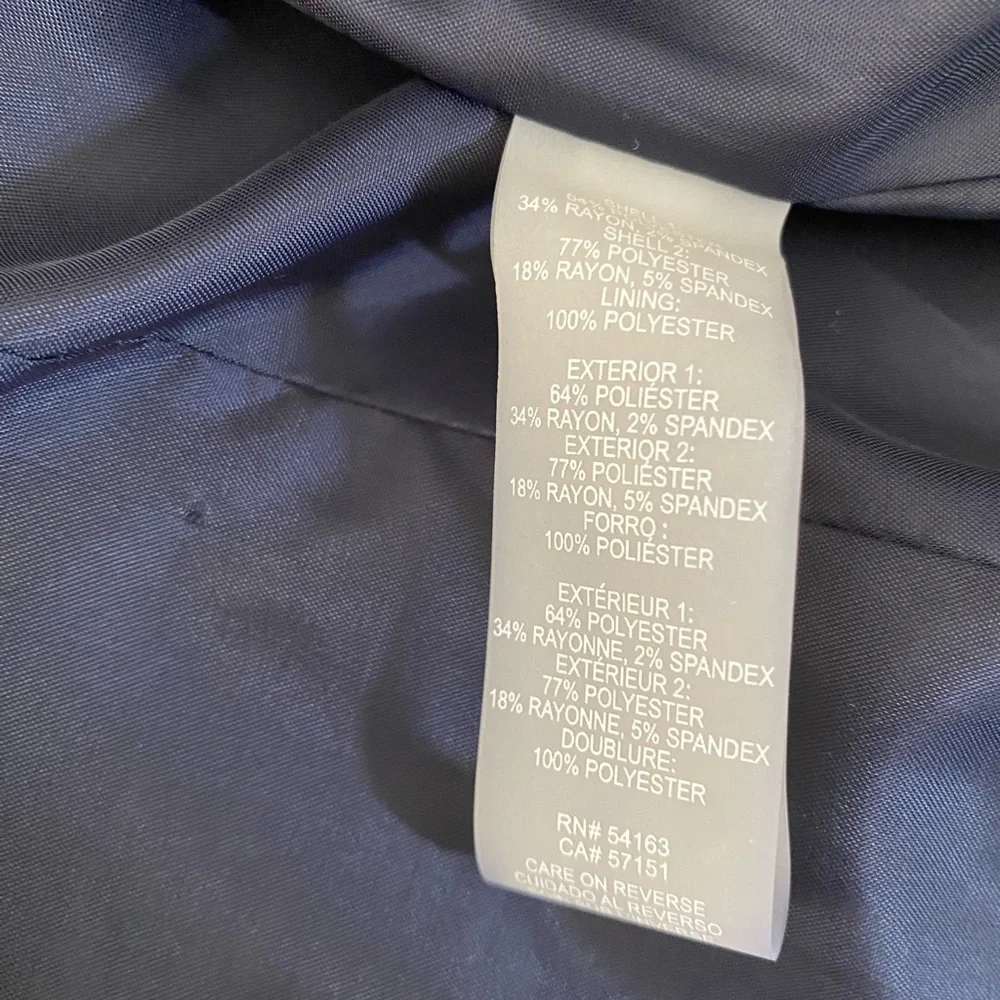 64% SHELL 1:
34% RAYON, 2% SPANDEX
SHELL 2:
77% POLYESTER
18% RAYON, 5% SPANDEX
LINING:
100% POLYESTER
EXTERIOR 1:
64% POLIÉSTER
34% RAYON, 2% SPANDEX
EXTERIOR 2:
77% POLIÉSTER
18% RAYON, 5% SPANDEX
FORRO :
100% POLIÉSTER
EXTÉRIEUR 1:
64% POLYESTER
34% RAYONNE, 2% SPANDEX
EXTÉRIEUR 2:
77% POLYESTER
18% RAYONNE, 5% SPANDEX
DOUBLURE:
100% POLYESTER
RN# 54163
CA# 57151
CARE ON REVERSE
CUIDADO AL REVERSO